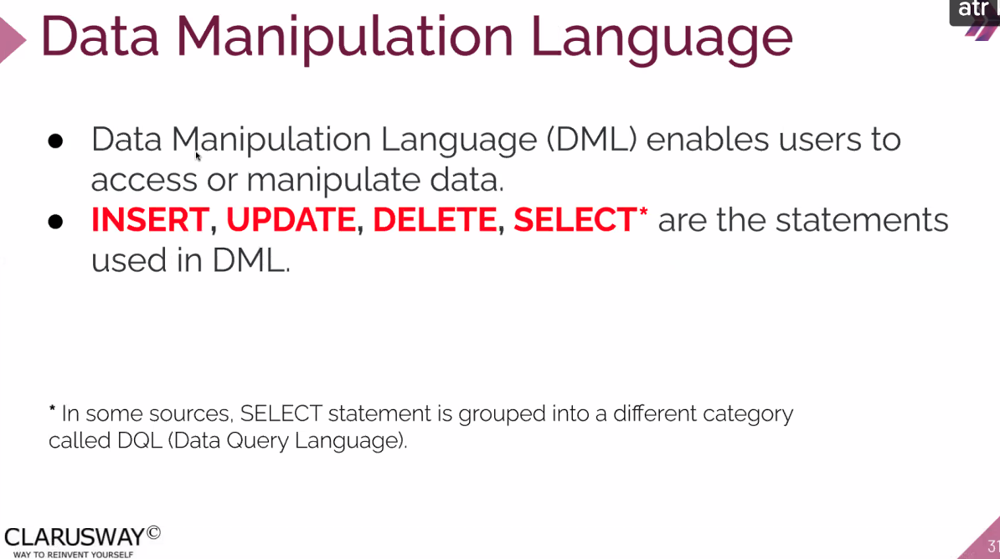 atr
Data Manipulation Language
● Data Manipulation Language (DML) enables users to
access or manipulate data.
● INSERT, UPDATE, DELETE, SELECT* are the statements
used in DML.
* In some sources, SELECT statement is grouped into a different category
called DQL (Data Query Language).
CLARUSWAY©
WAY TO REINVENT YOURSELF
31